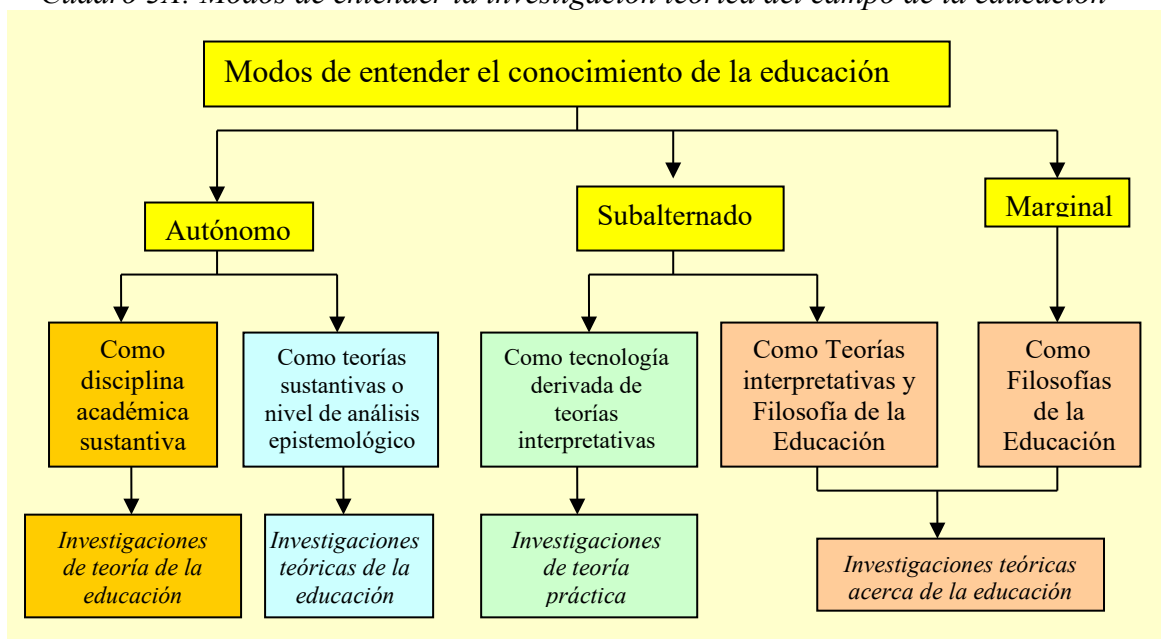 Cuadro Modos de entender la investigación teórica del campo de la educación
Modos de entender el conocimiento de la educación
Autónomo
Subalternado
Marginal
Como
disciplina
académica
sustantiva
Como teorías
sustantivas o
nivel de análisis
epistemológico
Como tecnología
derivada de
teorías
interpretativas
Como Teorías
interpretativas y
Filosofía de la
Educación
Como
Filosofías
de la
Educación
Investigaciones
de teoría de la
educación
Investigaciones
teóricas de la
educación
Investigaciones
de teoría
práctica
Investigaciones teóricas
acerca de la educación